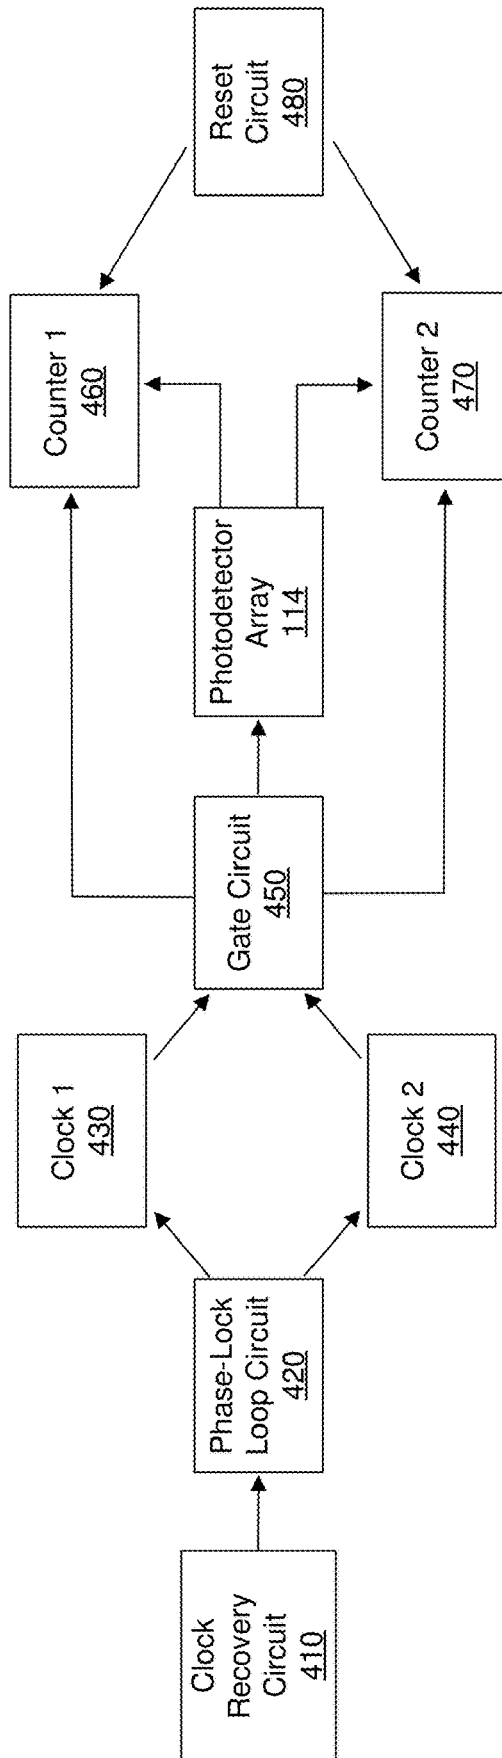 Clock
Recovery
Circuit
410
Phase-Lock
Loop Circuit
420
Clock 1
430
Clock 2
440
Gate Circuit
450
Photodetector
Array
114
Counter 1
460
Counter 2
470
Reset
Circuit
480